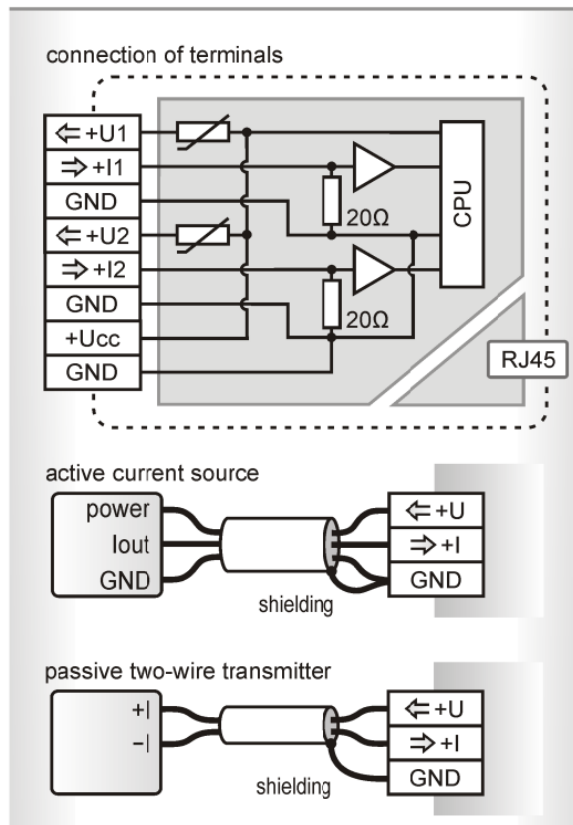 connection of terminals
⇐ +U1
⇒ +I1
GND
⇐ +U2
⇒ +I2
GND
+Ucc
GND
20Ω
20Ω
CPU
RJ45
active current source
power
Iout
GND
shielding
⇐ +U
⇒ +I
GND
passive two-wire transmitter
+I
−I
shielding
⇐ +U
⇒ +I
GND